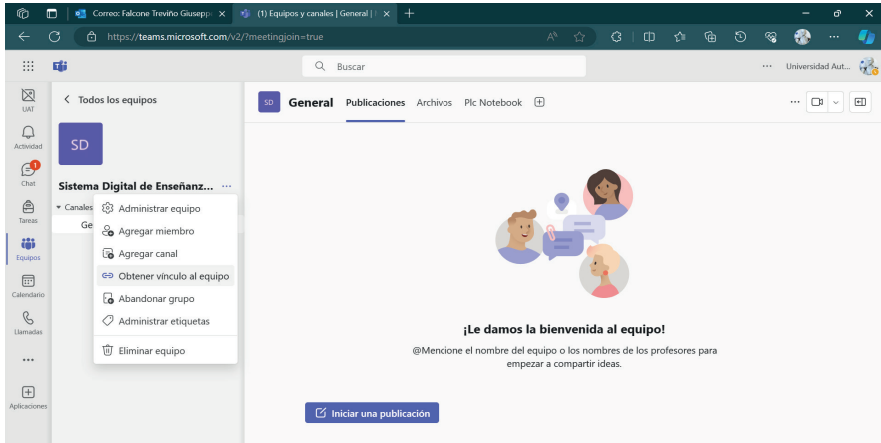 Correo: Falcone Treviño Giusepp
(1) Equipos y canales | General |
https://teams.microsoft.com/v2/?meetingjoin=true
Buscar
Universidad Aut...
UAT
Actividad
Chat
1
Tareas
Equipos
Calendario
Llamadas
Aplicaciones
Todos los equipos
SD
Sistema Digital de Enseñanz...
Canales
Ge
Administrar equipo
Agregar miembro
Agregar canal
Obtener vínculo al equipo
Abandonar grupo
Administrar etiquetas
Eliminar equipo
SD
General Publicaciones Archivos Plc Notebook
¡Le damos la bienvenida al equipo!
@Mencione el nombre del equipo o los nombres de los profesores para
empezar a compartir ideas.
Iniciar una publicación